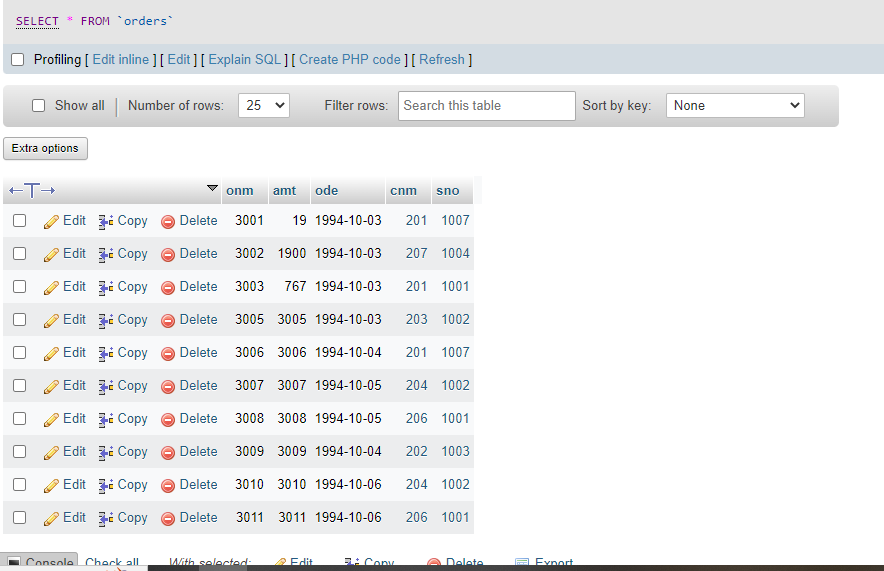 SELECT * FROM `orders`
Profiling [ Edit inline ] [ Edit ] [ Explain SQL ] [ Create PHP code ] [ Refresh ]
Show all Number of rows: 25 Filter rows: Search this table Sort by key: None
Extra options
←T→ onm amt ode cnm sno
Edit Copy Delete 3001 19 1994-10-03 201 1007
Edit Copy Delete 3002 1900 1994-10-03 207 1004
Edit Copy Delete 3003 767 1994-10-03 201 1001
Edit Copy Delete 3005 3005 1994-10-03 203 1002
Edit Copy Delete 3006 3006 1994-10-04 201 1007
Edit Copy Delete 3007 3007 1994-10-05 204 1002
Edit Copy Delete 3008 3008 1994-10-05 206 1001
Edit Copy Delete 3009 3009 1994-10-04 202 1003
Edit Copy Delete 3010 3010 1994-10-06 204 1002
Edit Copy Delete 3011 3011 1994-10-06 206 1001
Console Check all With selected: Edit Copy Delete Export